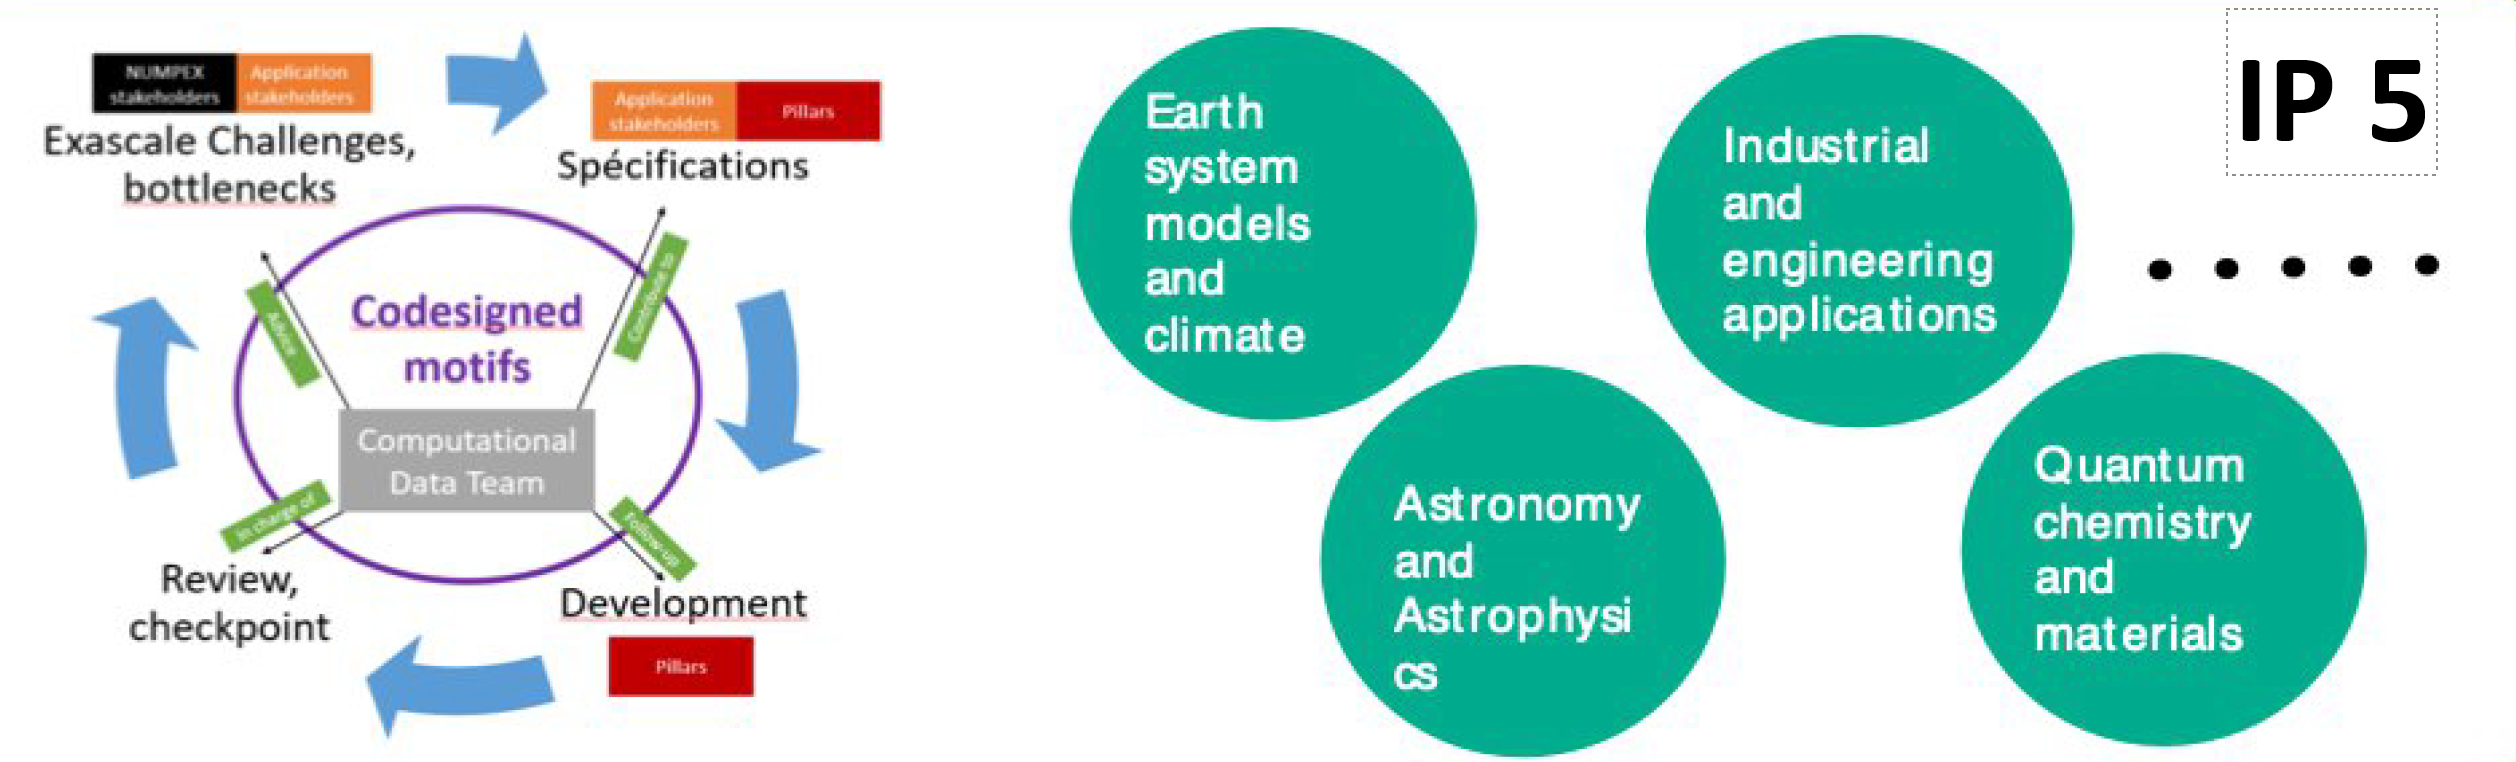 NUMPEX
stakeholders
Application
stakeholders
Exascale Challenges,
bottlenecks
Application
stakeholders
Pillars
Spécifications
Codesigned
motifs
Advice
Contribute to
Computational
Data Team
In charge of
Follow-up
Review,
checkpoint
Development
Pillars
Earth
system
models
and
climate
Industrial
and
engineering
applications
Astronomy
and
Astrophysi
cs
Quantum
chemistry
and
materials
IP 5
.....